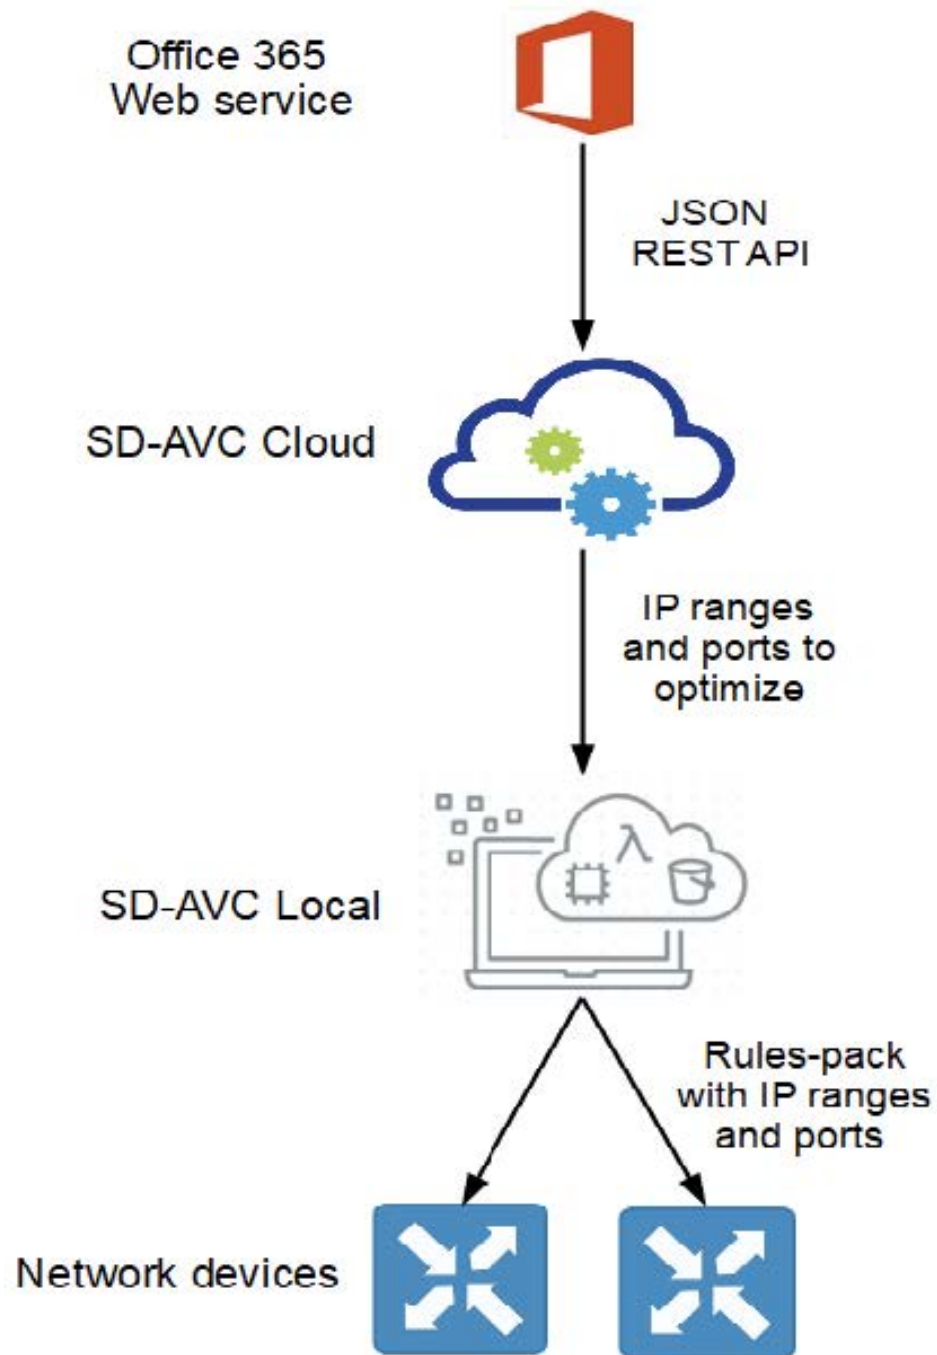 Office 365
Web service
JSON
REST API
SD-AVC Cloud
IP ranges
and ports to
optimize
SD-AVC Local
λ
Rules-pack
with IP ranges
and ports
Network devices